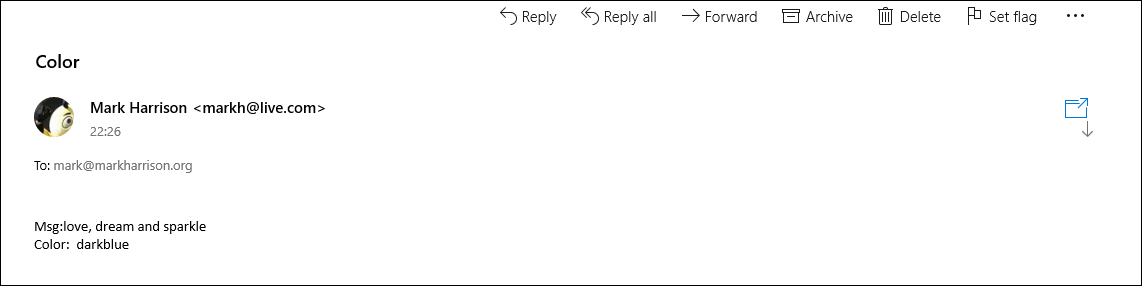 Reply Reply all Forward Archive Delete Set flag
Color
Mark Harrison <markh@live.com>
22:26
To: mark@markharrison.org
Msg:love, dream and sparkle
Color:  darkblue